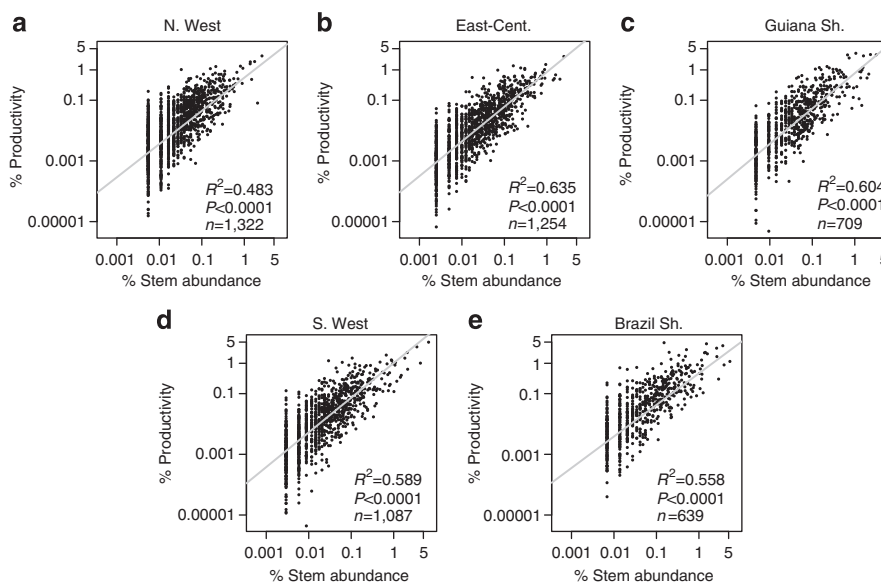 a
N. West
5
1
0.1
0.001
0.00001
% Productivity
R²=0.483
P<0.0001
n=1,322
0.001 0.01 0.1 1 5
% Stem abundance
b
East-Cent.
5
1
0.1
0.001
0.00001
% Productivity
R²=0.635
P<0.0001
n=1,254
0.001 0.01 0.1 1 5
% Stem abundance
c
Guiana Sh.
5
1
0.1
0.001
0.00001
% Productivity
R²=0.604
P<0.0001
n=709
0.001 0.01 0.1 1 5
% Stem abundance
d
S. West
5
1
0.1
0.001
0.00001
% Productivity
R²=0.589
P<0.0001
n=1,087
0.001 0.01 0.1 1 5
% Stem abundance
e
Brazil Sh.
5
1
0.1
0.001
0.00001
% Productivity
R²=0.558
P<0.0001
n=639
0.001 0.01 0.1 1 5
% Stem abundance